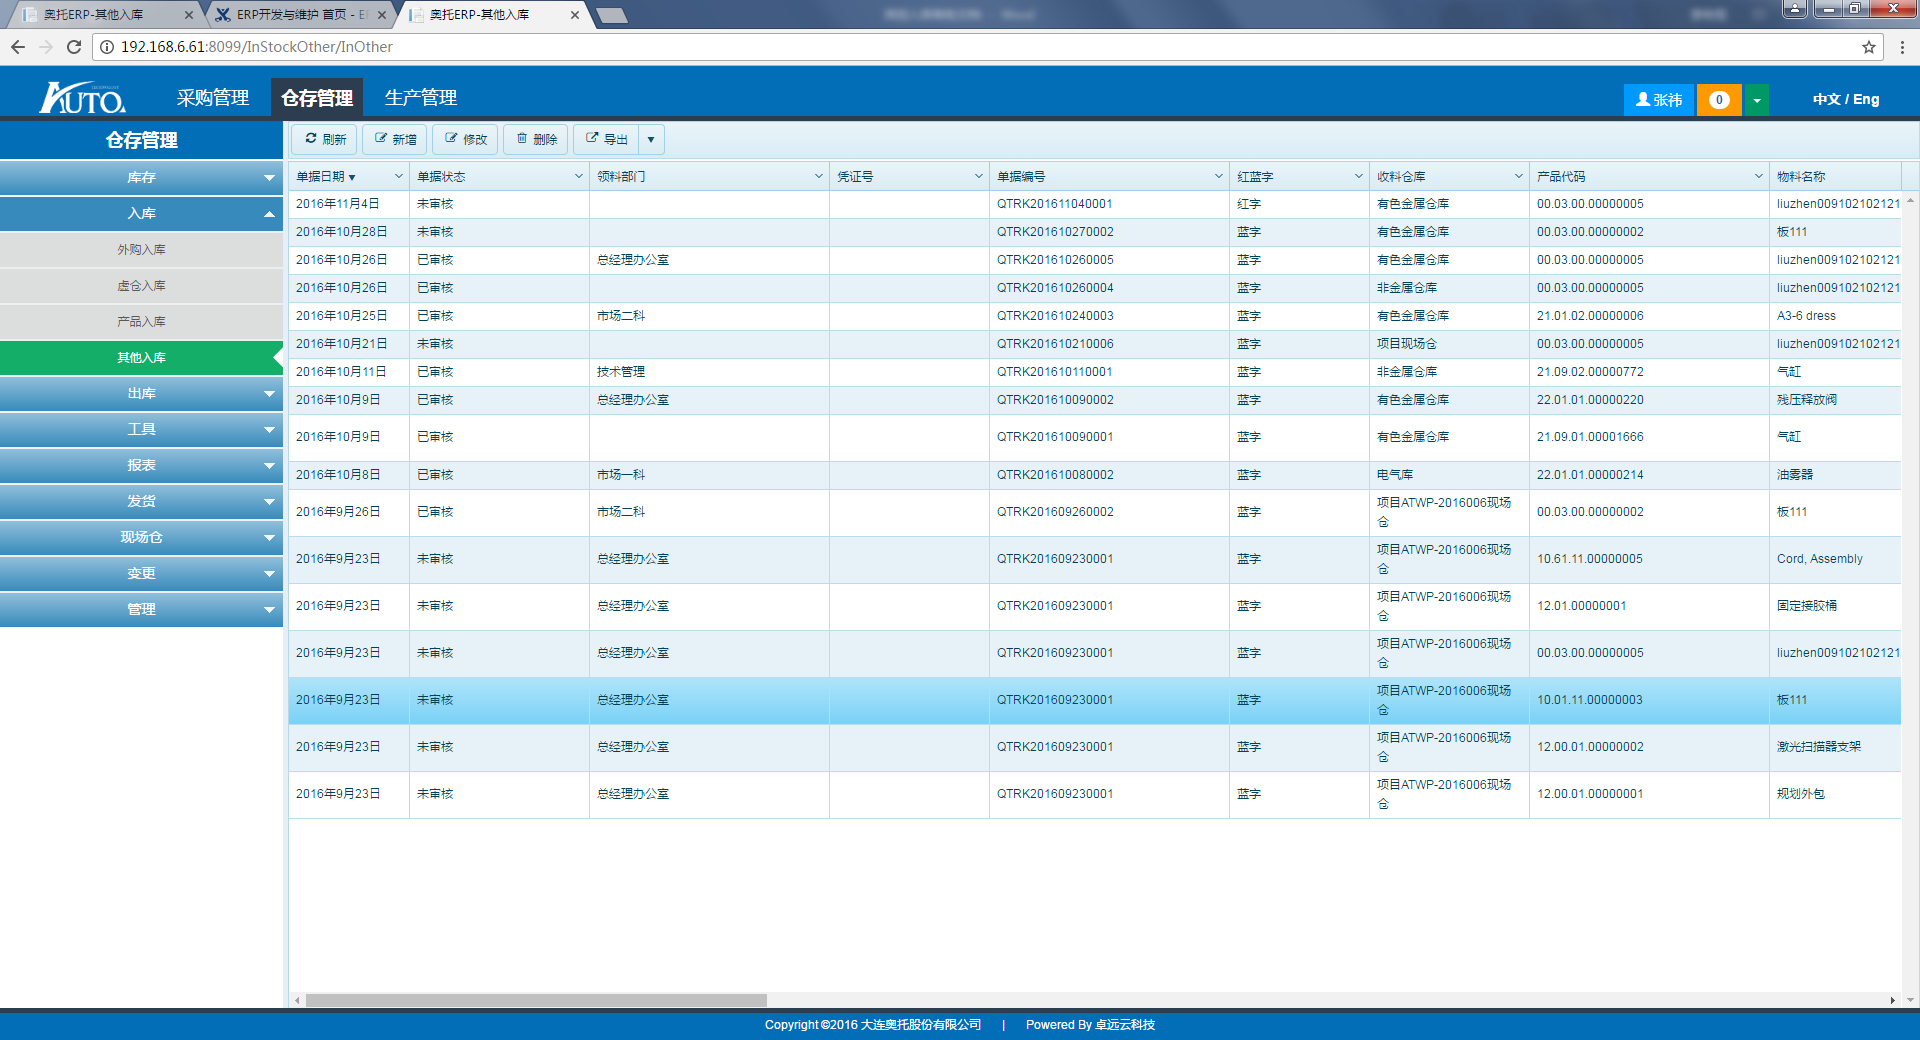 奥托ERP-其他入库
ERP开发与维护 首页 - E
奥托ERP-其他入库
192.168.6.61:8099/InStockOther/InOther
AUTO. 采购管理 仓存管理 生产管理 张祎 0 中文 / Eng
仓存管理
刷新 新增 修改 删除 导出
库存
入库
外购入库
虚仓入库
产品入库
其他入库
出库
工具
报表
发货
现场仓
变更
管理
单据日期 单据状态 领料部门 凭证号 单据编号 红蓝字 收料仓库 产品代码 物料名称
2016年11月4日 未审核 QTRK201611040001 红字 有色金属仓库 00.03.00.00000005 liuzhen009102102121
2016年10月28日 未审核 QTRK201610270002 蓝字 有色金属仓库 00.03.00.00000002 板111
2016年10月26日 已审核 总经理办公室 QTRK201610260005 蓝字 有色金属仓库 00.03.00.00000005 liuzhen009102102121
2016年10月26日 已审核 QTRK201610260004 蓝字 非金属仓库 00.03.00.00000005 liuzhen009102102121
2016年10月25日 已审核 市场二科 QTRK201610240003 蓝字 有色金属仓库 21.01.02.00000006 A3-6 dress
2016年10月21日 未审核 QTRK201610210006 蓝字 项目现场仓 00.03.00.00000005 liuzhen009102102121
2016年10月11日 已审核 技术管理 QTRK201610110001 蓝字 非金属仓库 21.09.02.00000772 气缸
2016年10月9日 已审核 总经理办公室 QTRK201610090002 蓝字 有色金属仓库 22.01.01.00000220 残压释放阀
2016年10月9日 已审核 QTRK201610090001 蓝字 有色金属仓库 21.09.01.00001666 气缸
2016年10月8日 已审核 市场一科 QTRK201610080002 蓝字 电气库 22.01.01.00000214 油雾器
2016年9月26日 已审核 市场二科 QTRK201609260002 蓝字 项目ATWP-2016006现场仓 00.03.00.00000002 板111
2016年9月23日 未审核 总经理办公室 QTRK201609230001 蓝字 项目ATWP-2016006现场仓 10.61.11.00000005 Cord, Assembly
2016年9月23日 未审核 总经理办公室 QTRK201609230001 蓝字 项目ATWP-2016006现场仓 12.01.00000001 固定接胶桶
2016年9月23日 未审核 总经理办公室 QTRK201609230001 蓝字 项目ATWP-2016006现场仓 00.03.00.00000005 liuzhen009102102121
2016年9月23日 未审核 总经理办公室 QTRK201609230001 蓝字 项目ATWP-2016006现场仓 10.01.11.00000003 板111
2016年9月23日 未审核 总经理办公室 QTRK201609230001 蓝字 项目ATWP-2016006现场仓 12.00.01.00000002 激光扫描器支架
2016年9月23日 未审核 总经理办公室 QTRK201609230001 蓝字 项目ATWP-2016006现场仓 12.00.01.00000001 规划外包
Copyright ©2016 大连奥托股份有限公司 | Powered By 卓远云科技